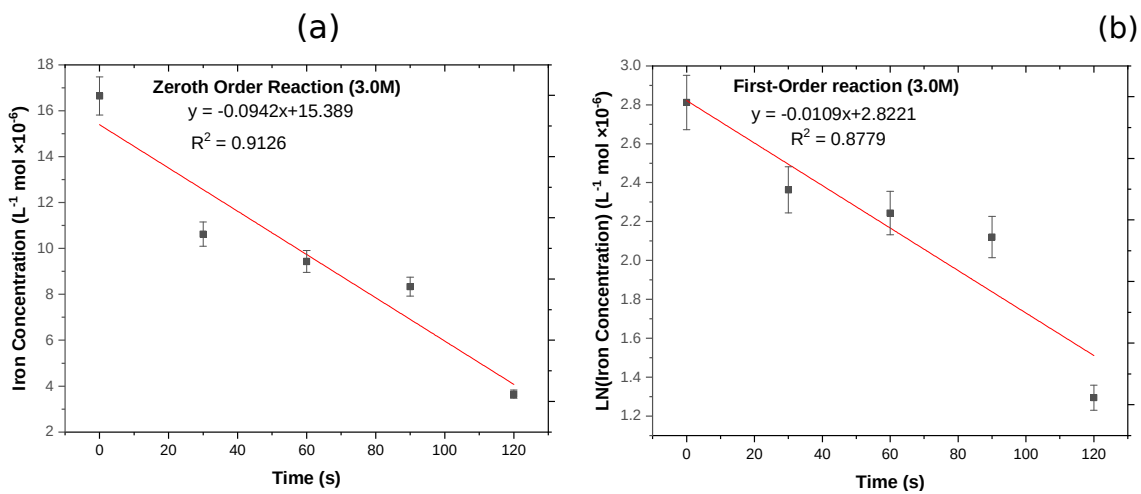 (a)
Zeroth Order Reaction (3.0M)
y = -0.0942x+15.389
R² = 0.9126
Iron Concentration (L⁻¹ mol ×10⁻⁶)
18
16
14
12
10
8
6
4
2
0 20 40 60 80 100 120
Time (s)
(b)
First-Order reaction (3.0M)
y = -0.0109x+2.8221
R² = 0.8779
LN(Iron Concentration) (L⁻¹ mol ×10⁻⁶)
3.0
2.8
2.6
2.4
2.2
2.0
1.8
1.6
1.4
1.2
0 20 40 60 80 100 120
Time (s)